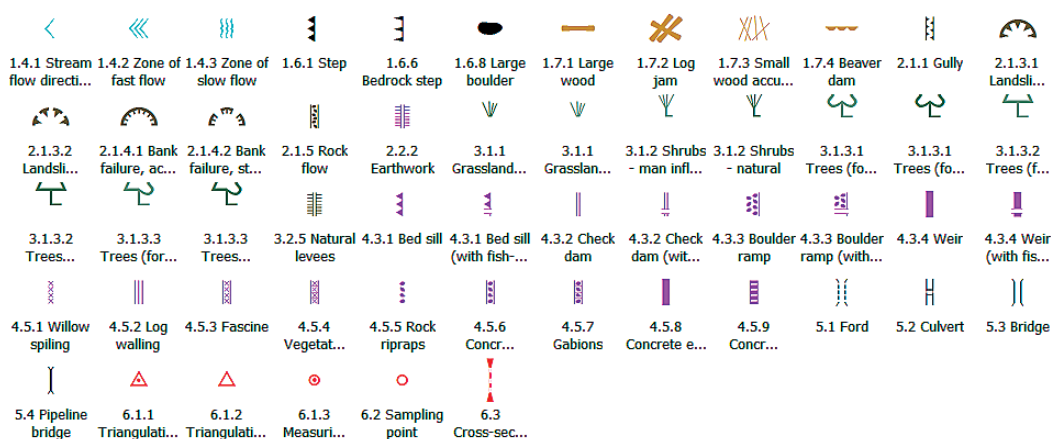 1.4.1 Stream 1.4.2 Zone of 1.4.3 Zone of 1.6.1 Step 1.6.6 1.6.8 Large 1.7.1 Large 1.7.2 Log 1.7.3 Small 1.7.4 Beaver 2.1.1 Gully 2.1.3.1
flow directi... fast flow slow flow Bedrock step boulder wood jam wood accu... dam Landsli...
2.1.3.2 2.1.4.1 Bank 2.1.4.2 Bank 2.1.5 Rock 2.2.2 3.1.1 3.1.1 3.1.2 Shrubs 3.1.2 Shrubs 3.1.3.1 3.1.3.1 3.1.3.2
Landsli... failure, ac... failure, st... flow Earthwork Grassland... Grasslan... - man infl... - natural Trees (fo... Trees (fo... Trees (f...
3.1.3.2 3.1.3.3 3.1.3.3 3.2.5 Natural 4.3.1 Bed sill 4.3.1 Bed sill 4.3.2 Check 4.3.2 Check 4.3.3 Boulder 4.3.3 Boulder 4.3.4 Weir 4.3.4 Weir
Trees... Trees (for... Trees... levees (with fish-... dam dam (wit... ramp ramp (with... (with fis...
4.5.1 Willow 4.5.2 Log 4.5.3 Fascine 4.5.4 4.5.5 Rock 4.5.6 4.5.7 4.5.8 4.5.9 5.1 Ford 5.2 Culvert 5.3 Bridge
spiling walling Vegetat... ripraps Concr... Gabions Concrete e... Concr...
5.4 Pipeline 6.1.1 6.1.2 6.1.3 6.2 Sampling 6.3
bridge Triangulati... Triangulati... Measuri... point Cross-sec...